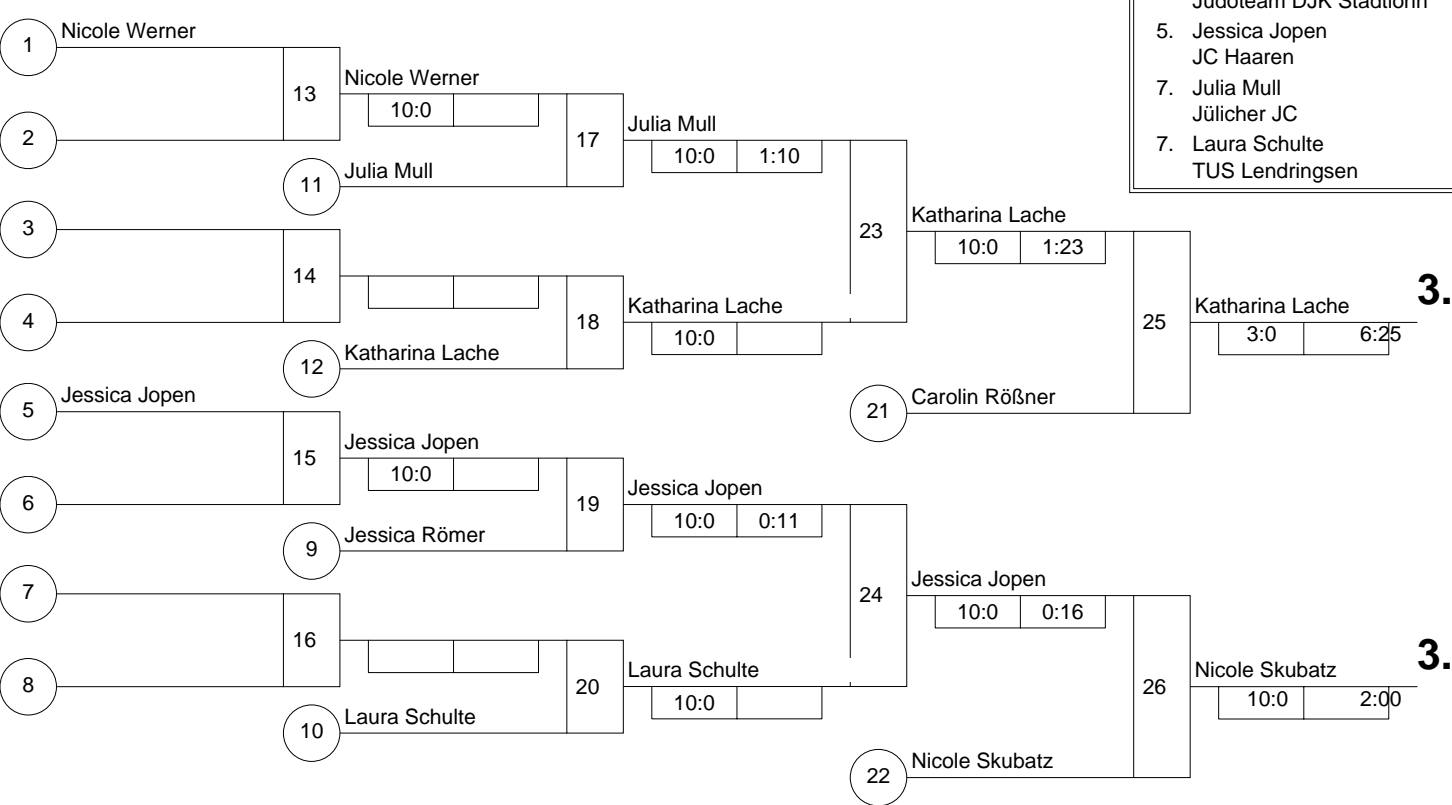 Judoteam DJK Stadtlohn
5. Jessica Jopen
JC Haaren
7. Julia Mull
Jülicher JC
7. Laura Schulte
TUS Lendringsen
1 Nicole Werner
2
13
Nicole Werner
10:0
11 Julia Mull
17
Julia Mull
10:0 1:10
3
4
14
12 Katharina Lache
18
Katharina Lache
10:0
23
Katharina Lache
10:0 1:23
21 Carolin Rößner
25
Katharina Lache
3:0 6:25
3.
5 Jessica Jopen
6
15
Jessica Jopen
10:0
9 Jessica Römer
19
Jessica Jopen
10:0 0:11
7
8
16
10 Laura Schulte
20
Laura Schulte
10:0
24
Jessica Jopen
10:0 0:16
22 Nicole Skubatz
26
Nicole Skubatz
10:0 2:00
3.